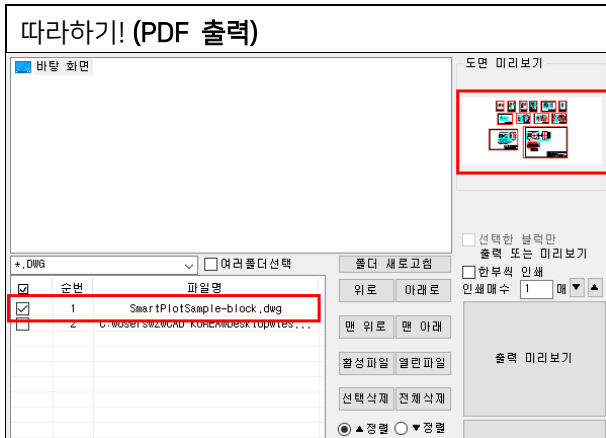 따라하기! (PDF 출력)
바탕 화면
도면 미리보기
선택한 블럭만
출력 또는 미리보기
*.DWG
여러폴더선택
폴더 새로고침
한부씩 인쇄
인쇄매수 1 매 ▼ ▲
순번 파일명
위로 아래로
1 SmartPlotSample-block.dwg
2
맨 위로 맨 아래
활성파일 열린파일
출력 미리보기
선택삭제 전체삭제
▲정렬 ▼정렬